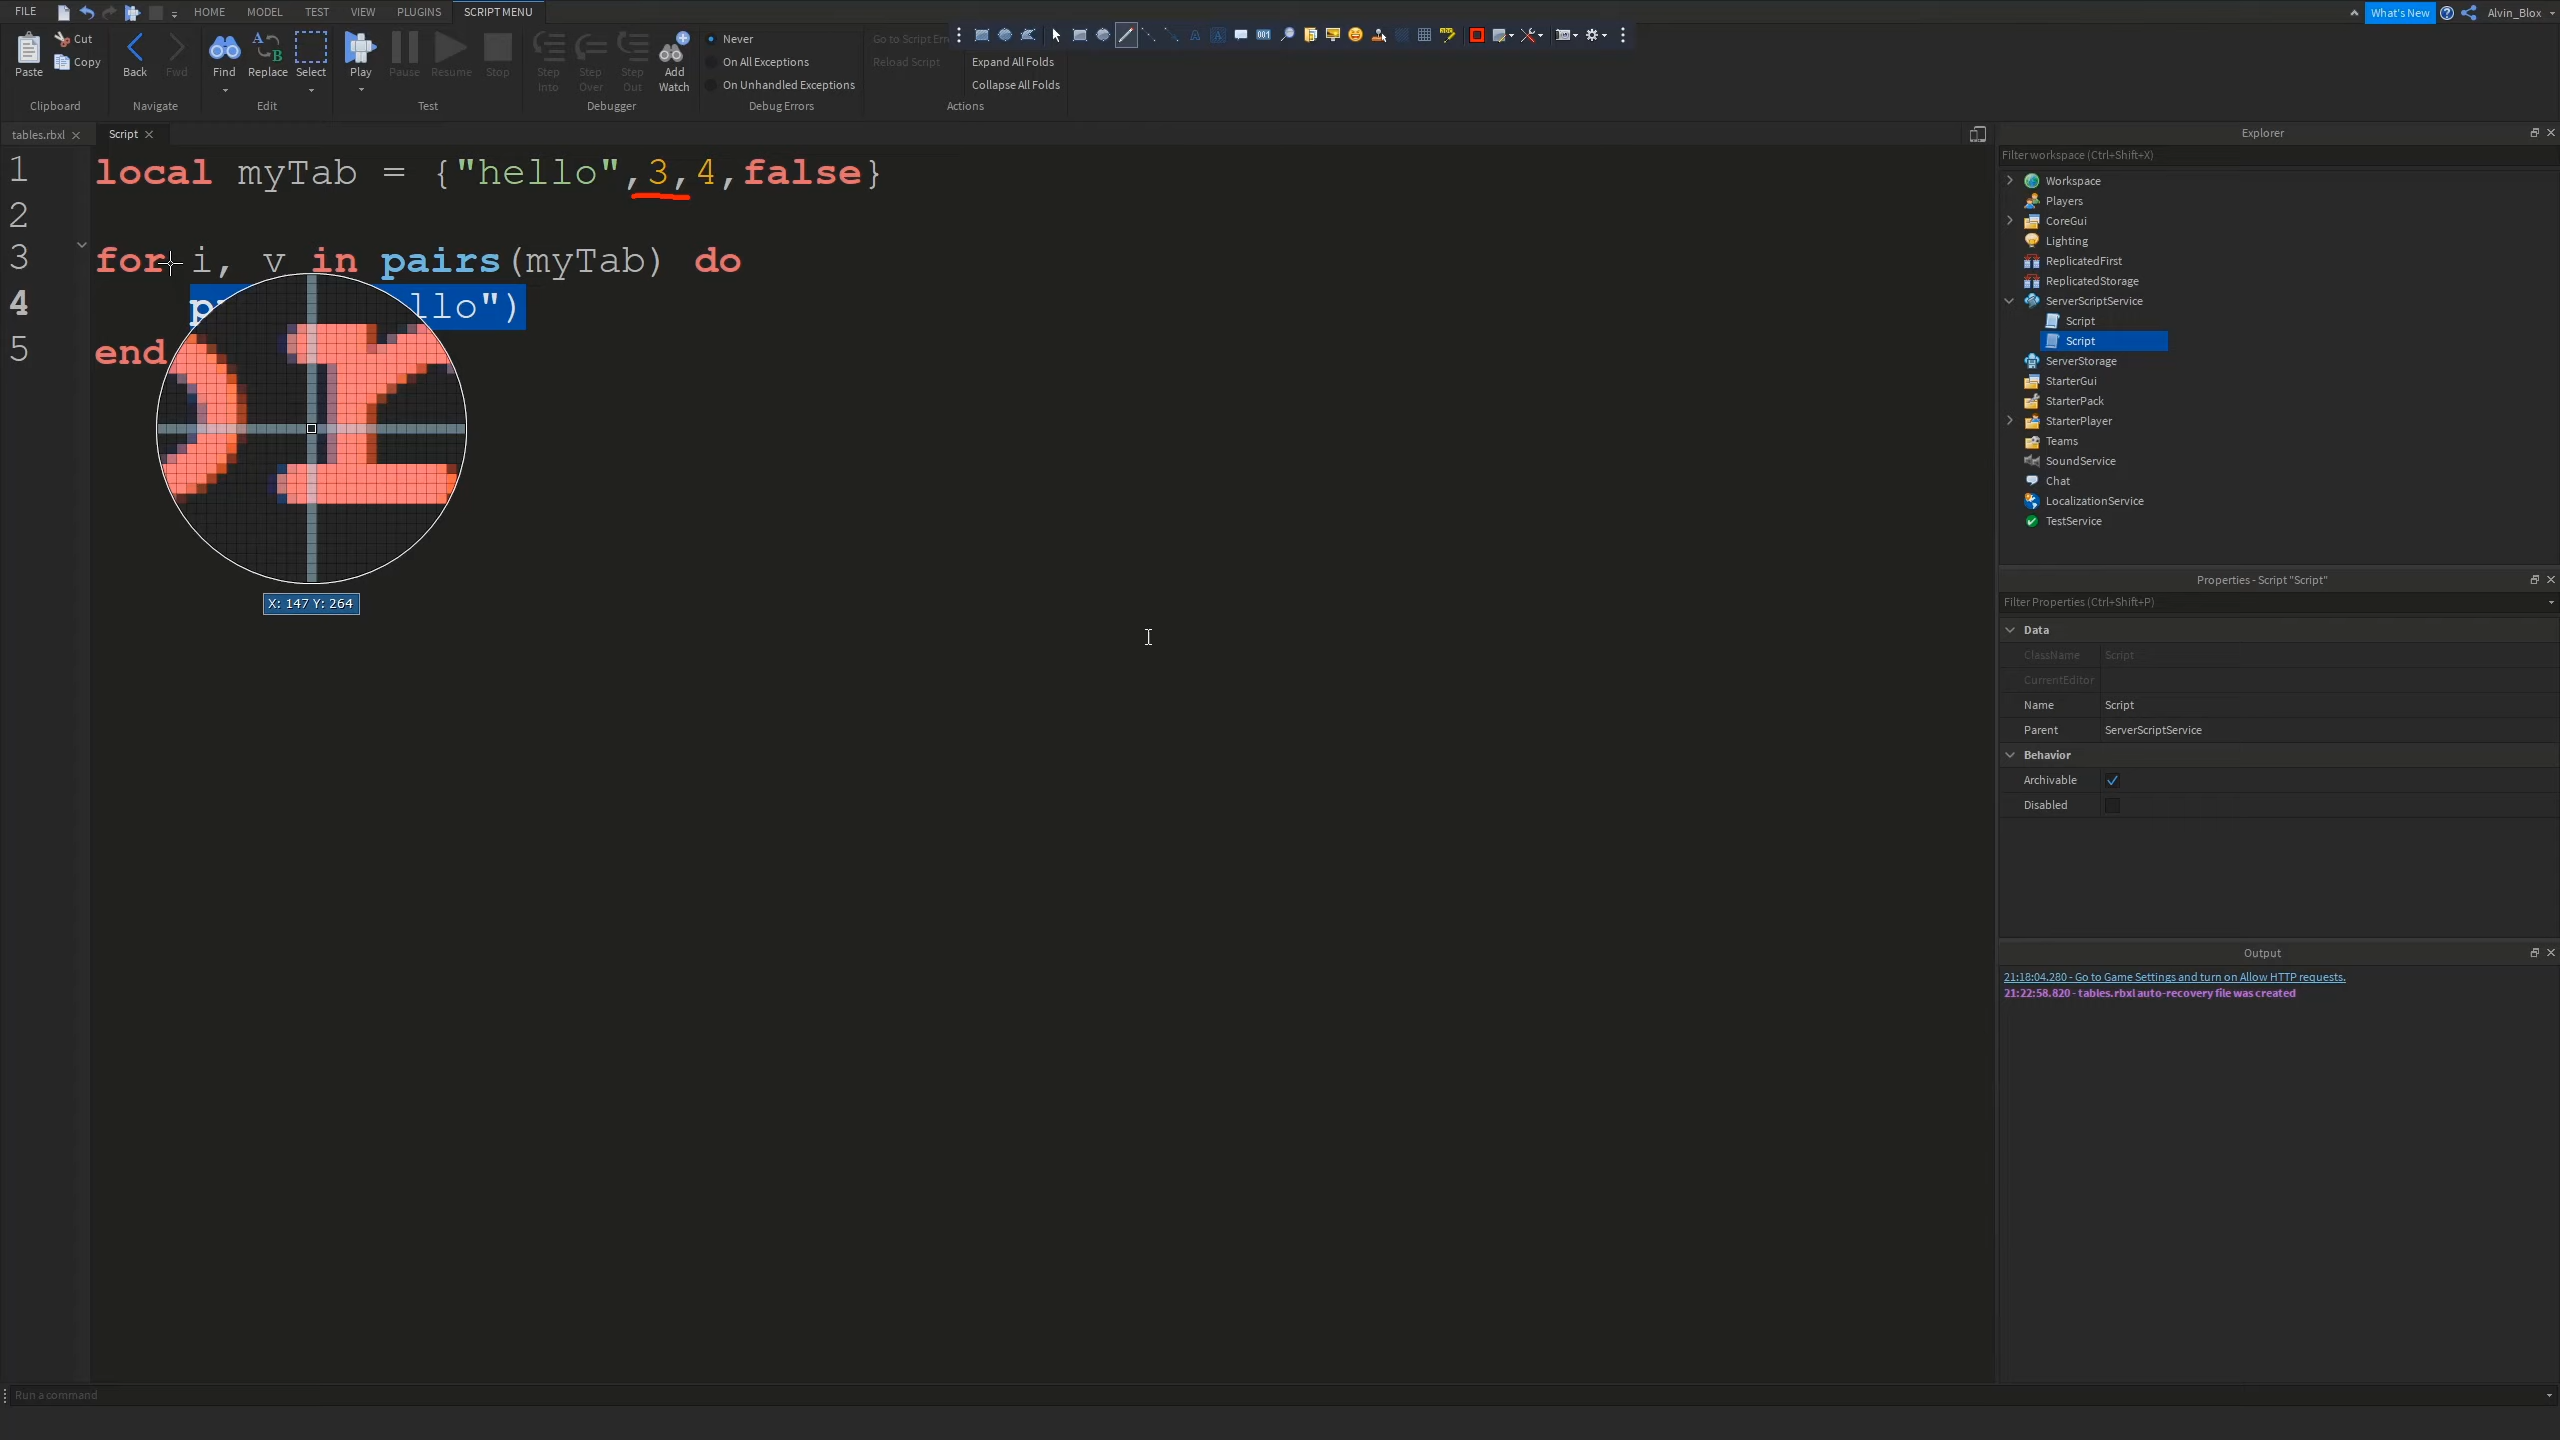 FILE HOME MODEL TEST VIEW PLUGINS SCRIPT MENU What's New Alvin_Blox
Paste Cut Copy Back Fwd Find Replace Select Play Pause Resume Stop Step Into Step Over Step Out Add Watch
Never
On All Exceptions
On Unhandled Exceptions
Go to Script
Reload Script
Expand All Folds
Collapse All Folds
Clipboard Navigate Edit Test Debugger Debug Errors Actions
tables.rbxl Script
1 local myTab = {"hello",3,4,false}
2
3 for i, v in pairs(myTab) do
4 llo")
5 end
X: 147 Y: 264
Explorer
Filter workspace (Ctrl+Shift+X)
Workspace
Players
CoreGui
Lighting
ReplicatedFirst
ReplicatedStorage
ServerScriptService
Script
Script
ServerStorage
StarterGui
StarterPack
StarterPlayer
Teams
SoundService
Chat
LocalizationService
TestService
Properties - Script "Script"
Filter Properties (Ctrl+Shift+P)
Data
ClassName Script
CurrentEditor
Name Script
Parent ServerScriptService
Behavior
Archivable
Disabled
Output
21:18:04.280 - Go to Game Settings and turn on Allow HTTP requests.
21:22:58.820 - tables.rbxl auto-recovery file was created
Run a command